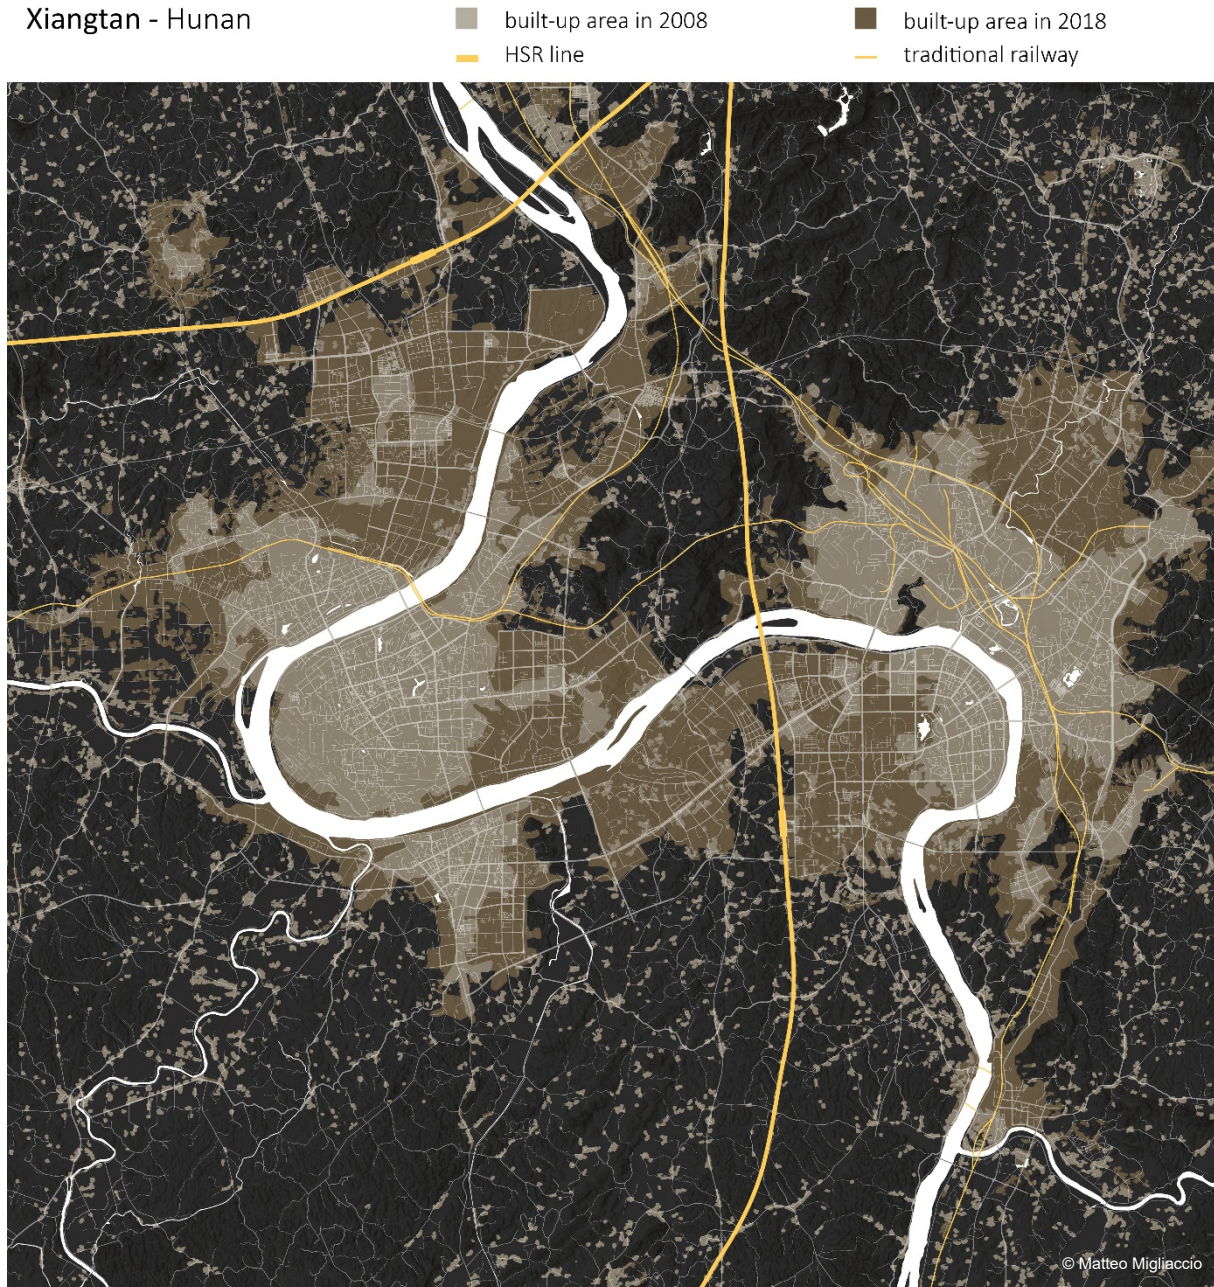 Xiangtan - Hunan
built-up area in 2008
built-up area in 2018
HSR line
traditional railway
© Matteo Migliaccio